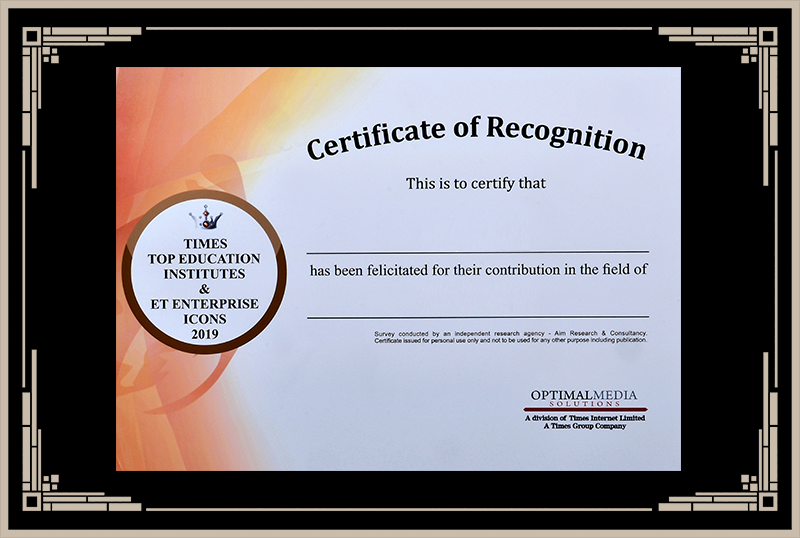 Certificate of Recognition
This is to certify that
has been felicitated for their contribution in the field of
TIMES
TOP EDUCATION
INSTITUTES
&
ET ENTERPRISE
ICONS
2019
Survey conducted by an independent research agency - Aim Research & Consultancy.
Certificate issued for personal use only and not to be used for any other purpose including publication.
OPTIMALMEDIA
SOLUTIONS
A division of Times Internet Limited
A Times Group Company